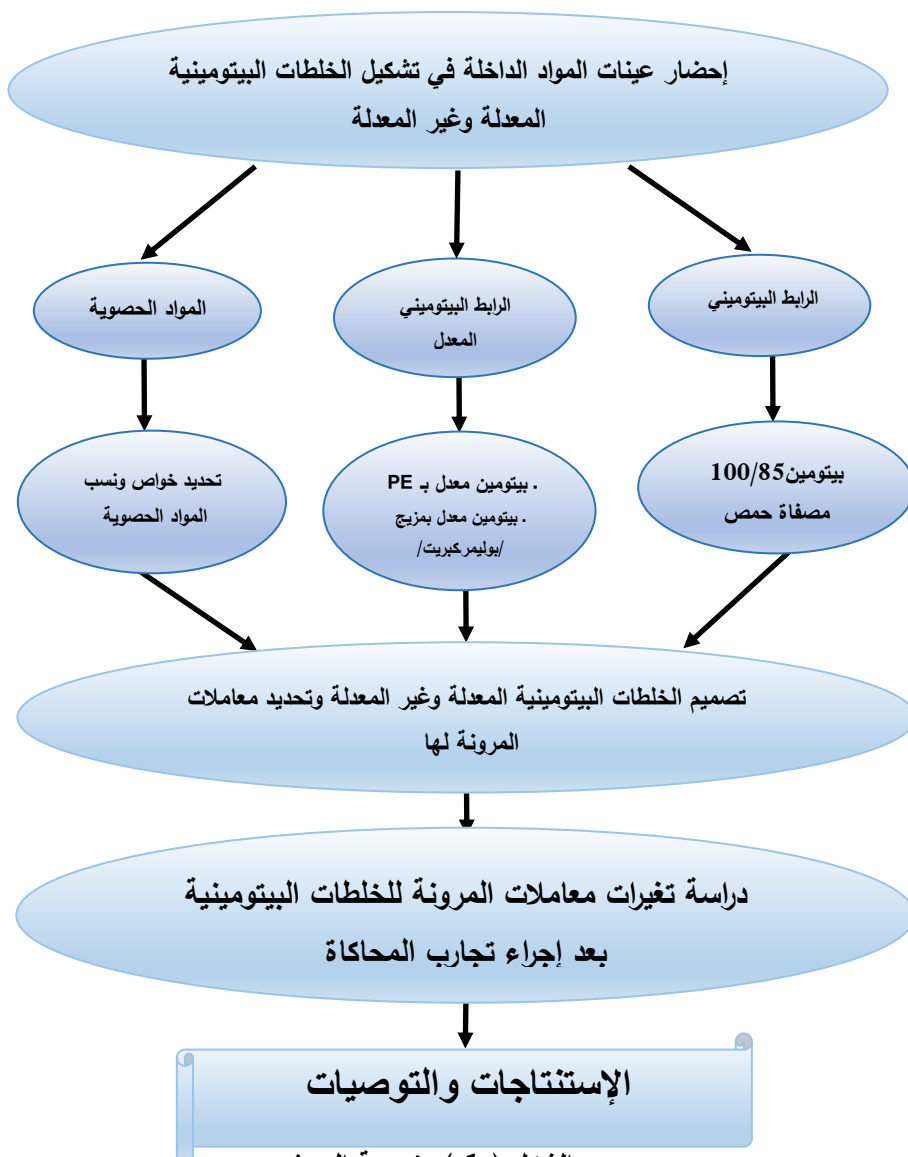 إحضار عينات المواد الداخلة في تشكيل الخلطات البيتومينية
المعدلة وغير المعدلة
الرابط البيتوميني
الرابط البيتوميني
المعدل
المواد الحصوية
بيتومين100/85
مصفاة حمص
. بيتومين معدل بـ PE
. بيتومين معدل بمزيج
/بوليمركبريت/
تحديد خواص ونسب
المواد الحصوية
تصميم الخلطات البيتومينية المعدلة وغير المعدلة وتحديد معاملات
المرونة لها
دراسة تغيرات معاملات المرونة للخلطات البيتومينية
بعد إجراء تجارب المحاكاة
الإستنتاجات والتوصيات